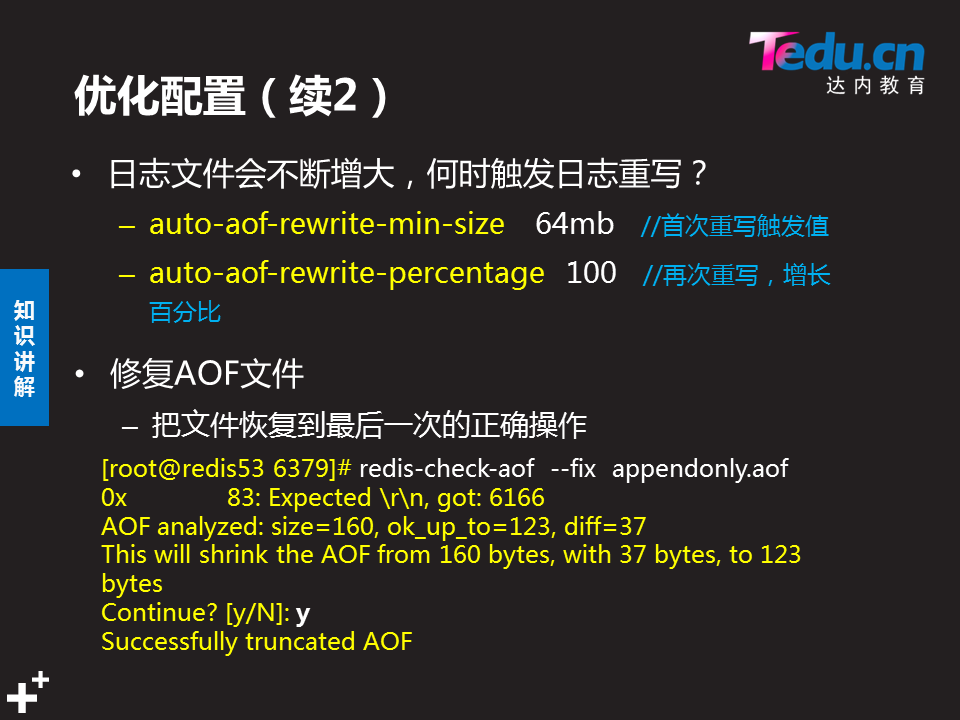 Tedu.cn
达内教育
优化配置（续2）
• 日志文件会不断增大，何时触发日志重写？
– auto-aof-rewrite-min-size 64mb //首次重写触发值
– auto-aof-rewrite-percentage 100 //再次重写，增长
百分比
知识讲解
• 修复AOF文件
– 把文件恢复到最后一次的正确操作
[root@redis53 6379]# redis-check-aof --fix appendonly.aof
0x 83: Expected \r\n, got: 6166
AOF analyzed: size=160, ok_up_to=123, diff=37
This will shrink the AOF from 160 bytes, with 37 bytes, to 123
bytes
Continue? [y/N]: y
Successfully truncated AOF